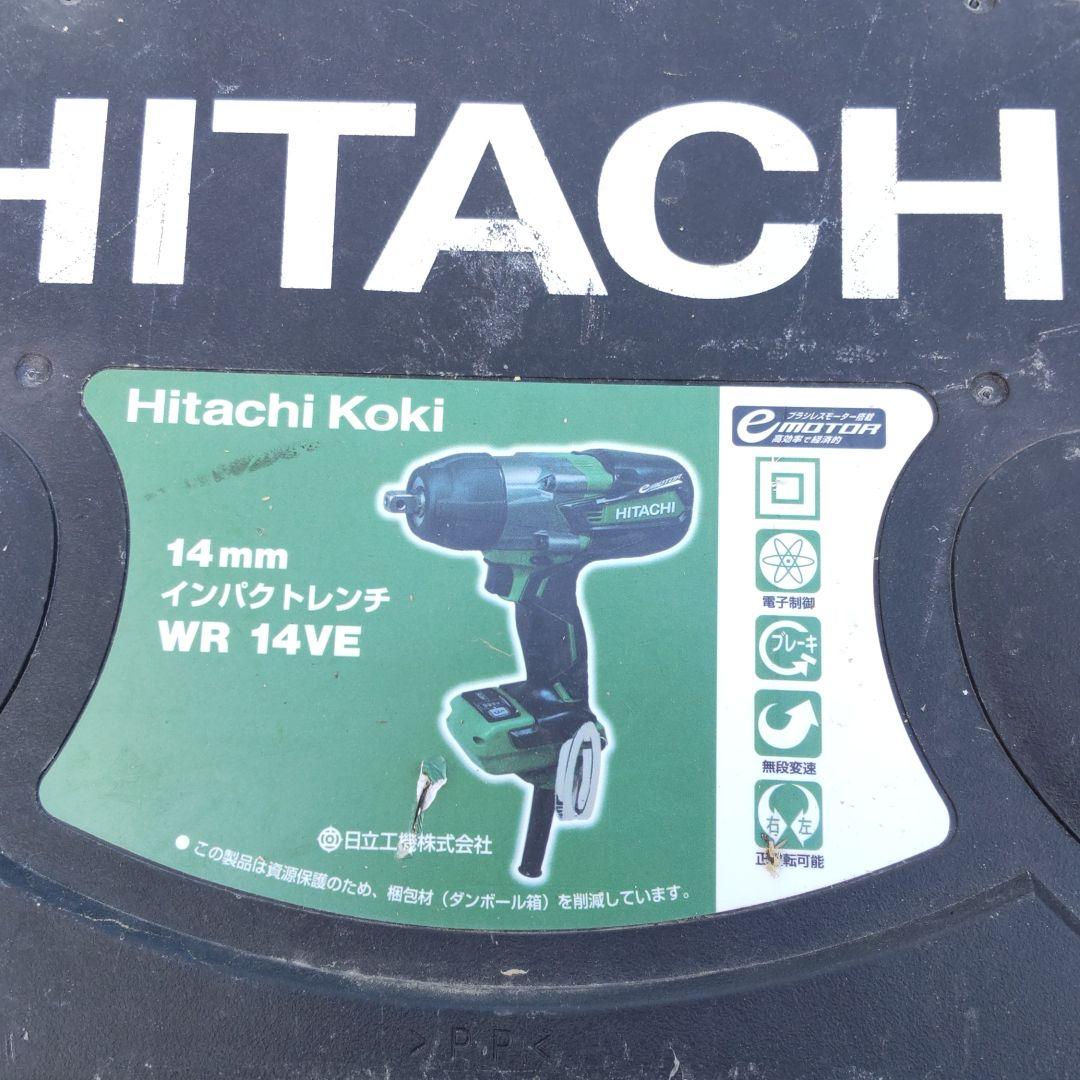 HITACHI
Hitachi Koki
ブラシレスモーター搭載
e MOTOR
高効率で経済的
e MOTOR
HITACHI
14mm
インパクトレンチ
WR 14VE
電子制御
ブレーキ
無段変速
右 左
正逆転可能
日立工機株式会社
● この製品は資源保護のため、梱包材（ダンボール箱）を削減しています。
>PP<